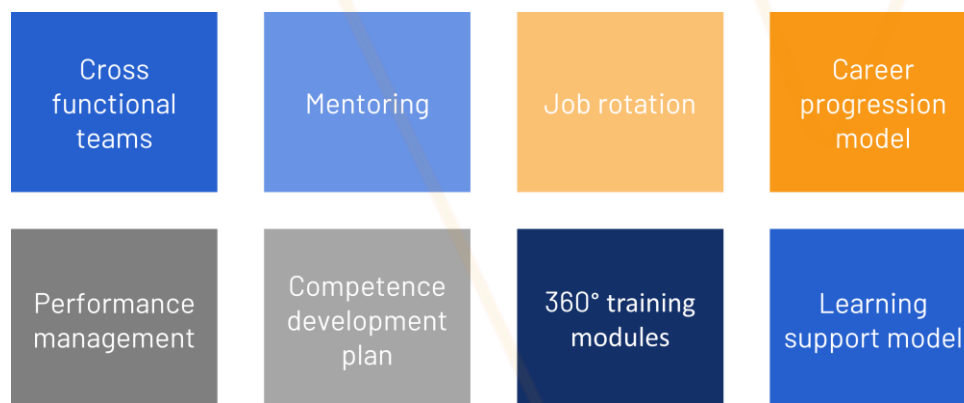 Cross
functional
teams
Mentoring
Job rotation
Career
progression
model
Performance
management
Competence
development
plan
360° training
modules
Learning
support model